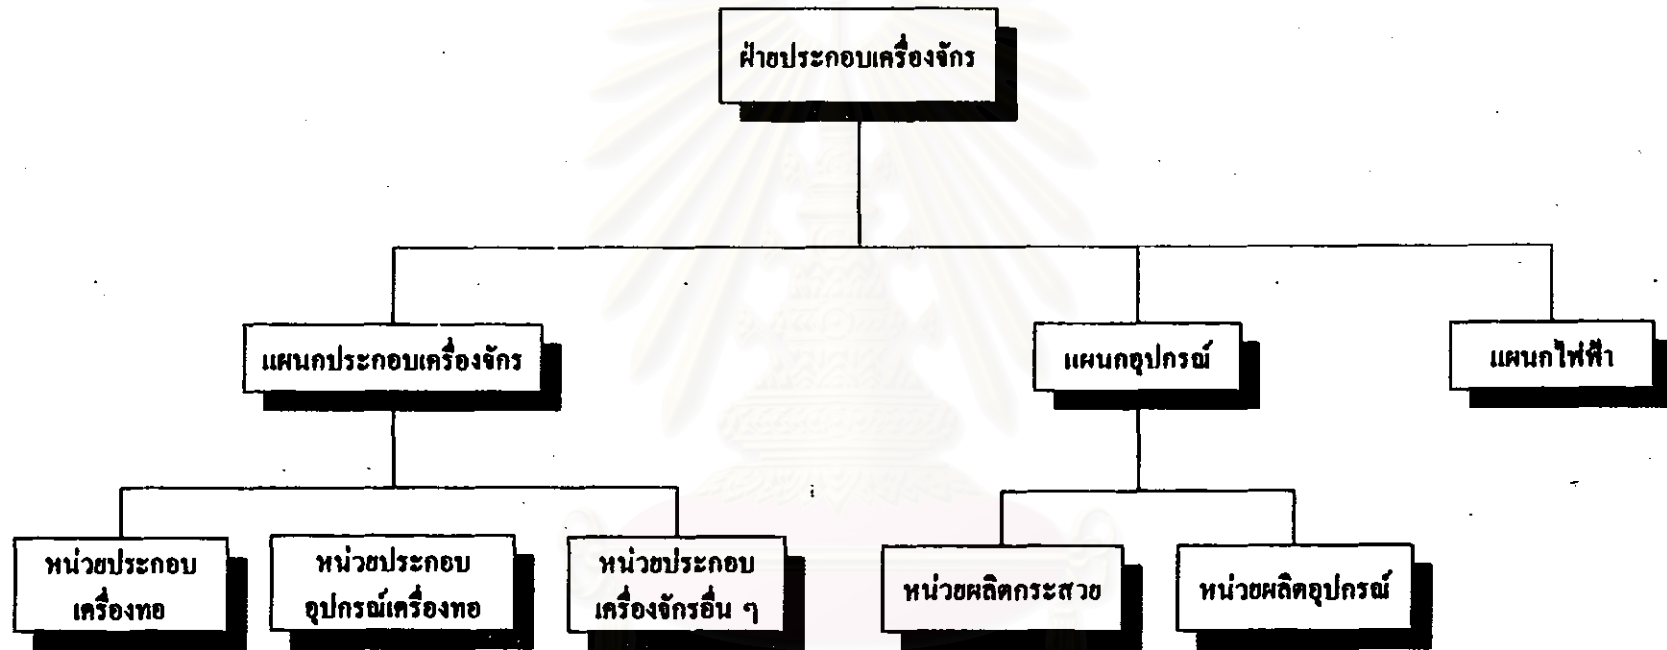 ฝ่ายประกอบเครื่องจักร
แผนกประกอบเครื่องจักร
แผนกอุปกรณ์
แผนกไฟฟ้า
หน่วยประกอบ
เครื่องทอ
หน่วยประกอบ
อุปกรณ์เครื่องทอ
หน่วยประกอบ
เครื่องจักรอื่น ๆ
หน่วยผลิตกระสวย
หน่วยผลิตอุปกรณ์